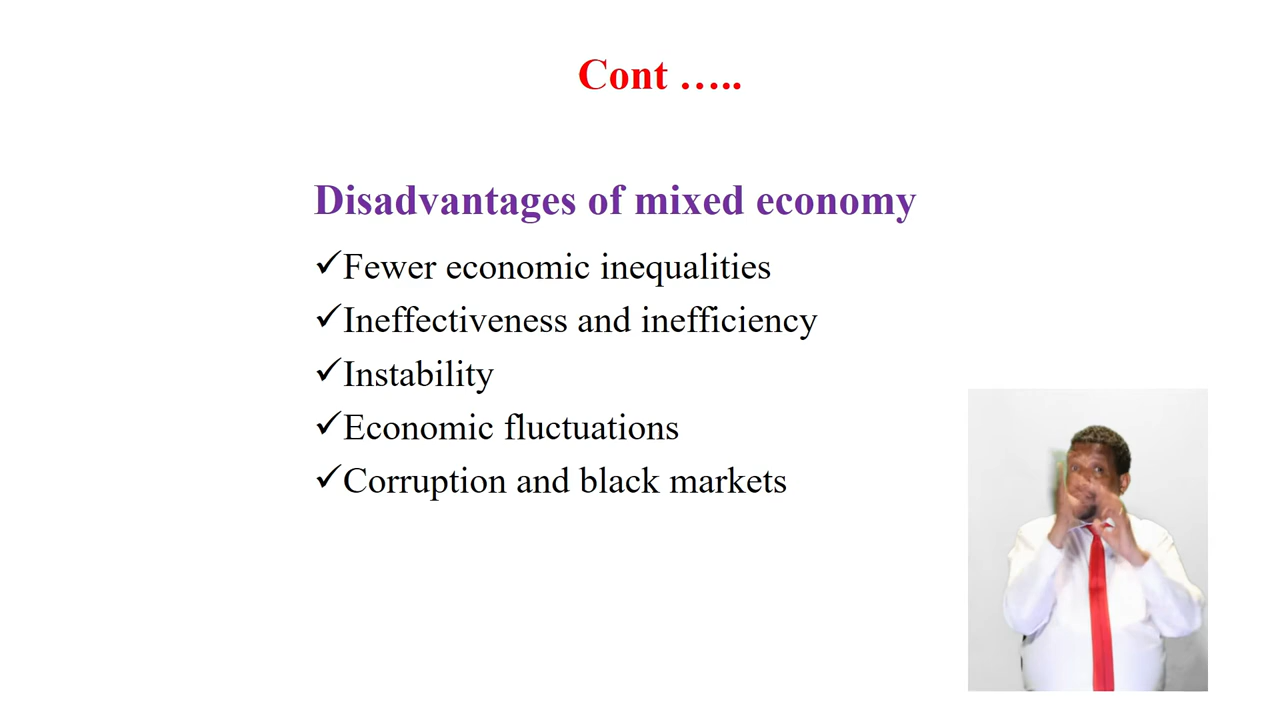 Cont …..
Disadvantages of mixed economy
✓Fewer economic inequalities
✓Ineffectiveness and inefficiency
✓Instability
✓Economic fluctuations
✓Corruption and black markets